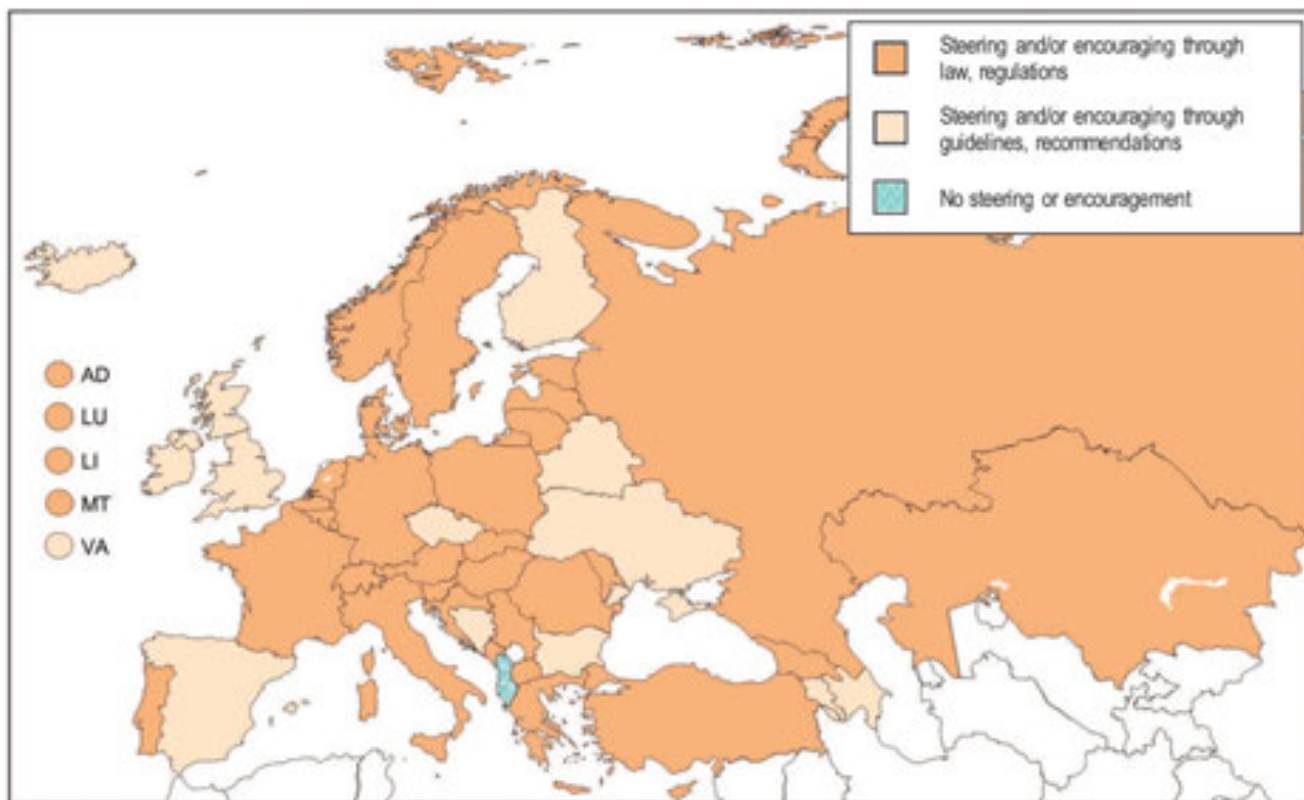 Steering and/or encouraging through
law, regulations
Steering and/or encouraging through
guidelines, recommendations
No steering or encouragement
AD
LU
LI
MT
VA